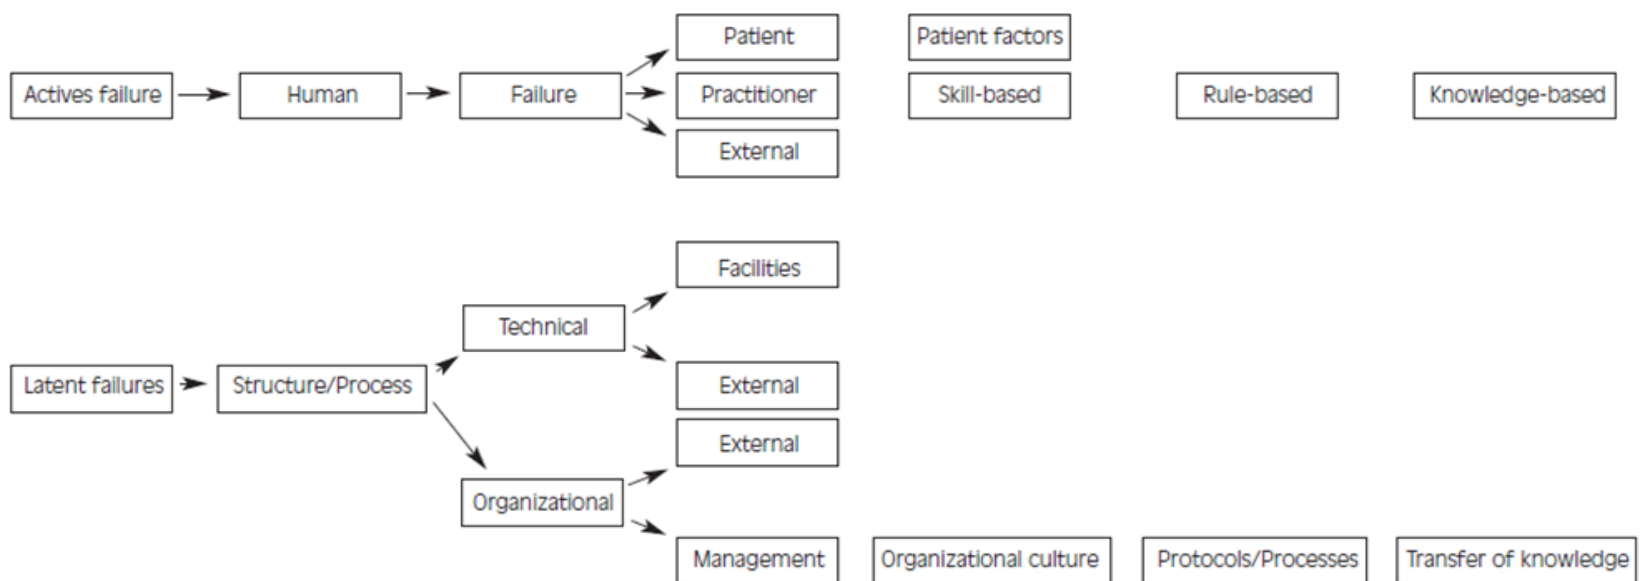 Patient
Patient factors
Actives failure
Human
Failure
Practitioner
Skill-based
Rule-based
Knowledge-based
External
Facilities
Technical
Latent failures
Structure/Process
External
External
Organizational
Management
Organizational culture
Protocols/Processes
Transfer of knowledge